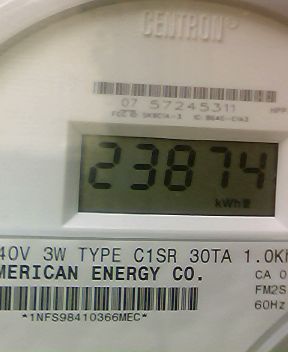 CENTRON
07 57245311
23874
kWh
40V 3W TYPE C1SR 30TA 1.0K
MERICAN ENERGY CO.
CA 0
FM2S
60Hz
*1NFS98410366MEC*